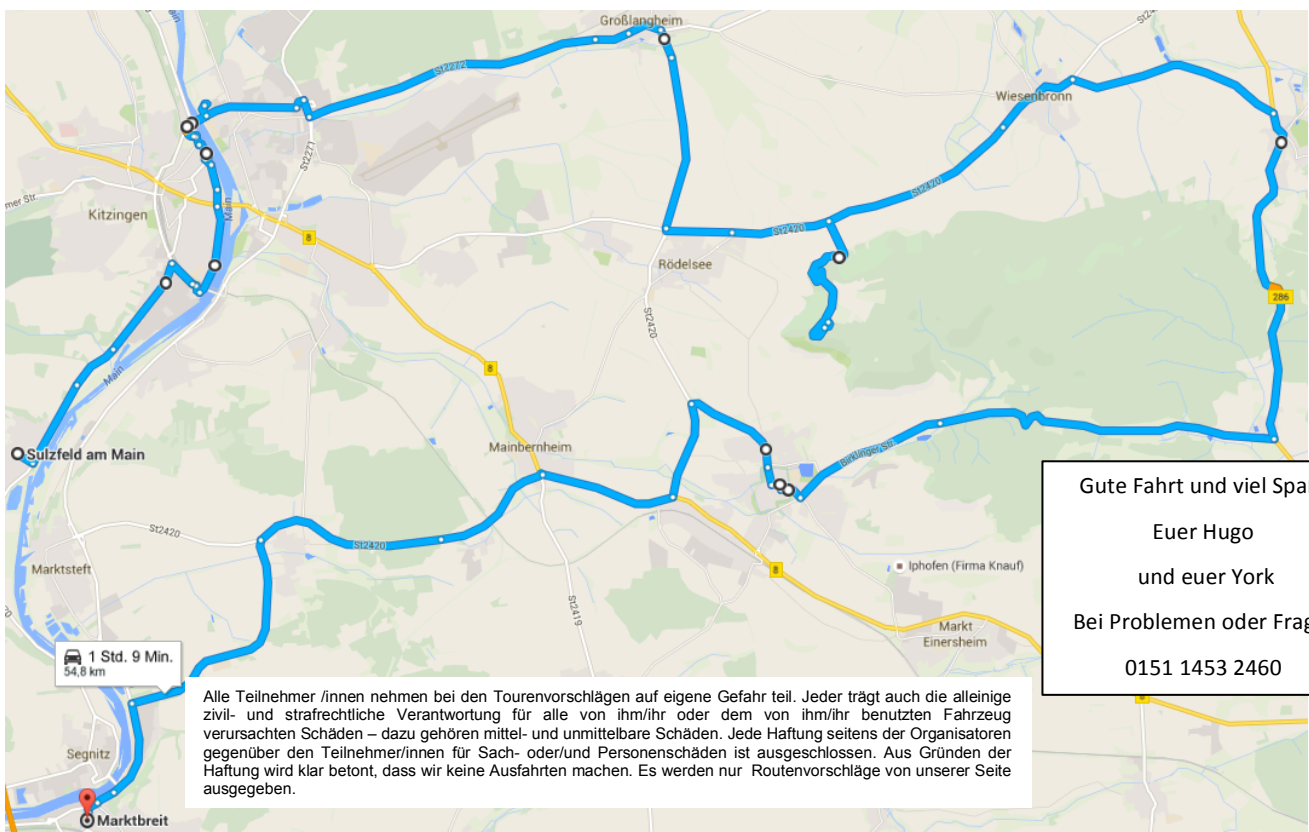 Großlangheim
St2272
St2271
Wiesenbronn
St2420
Kitzingen
Main
8
St2420
Rödelsee
286
St2420
8
Main
Mainbernheim
Birklinger Str.
Sulzfeld am Main
St2420
St2420
Marktsteft
St2419
8
Iphofen (Firma Knauf)
Markt
Einersheim
8
1 Std. 9 Min.
54,8 km
Segnitz
Marktbreit
Gute Fahrt und viel
Euer Hugo
und euer York
Bei Problemen oder
0151 1453 2460
Alle Teilnehmer /innen nehmen bei den Tourenvorschlägen auf eigene Gefahr teil. Jeder trägt auch die alleinige
zivil- und strafrechtliche Verantwortung für alle von ihm/ihr oder dem von ihm/ihr benutzten Fahrzeug
verursachten Schäden – dazu gehören mittel- und unmittelbare Schäden. Jede Haftung seitens der Organisatoren
gegenüber den Teilnehmer/innen für Sach- oder/und Personenschäden ist ausgeschlossen. Aus Gründen der
Haftung wird klar betont, dass wir keine Ausfahrten machen. Es werden nur Routenvorschläge von unserer Seite
ausgegeben.